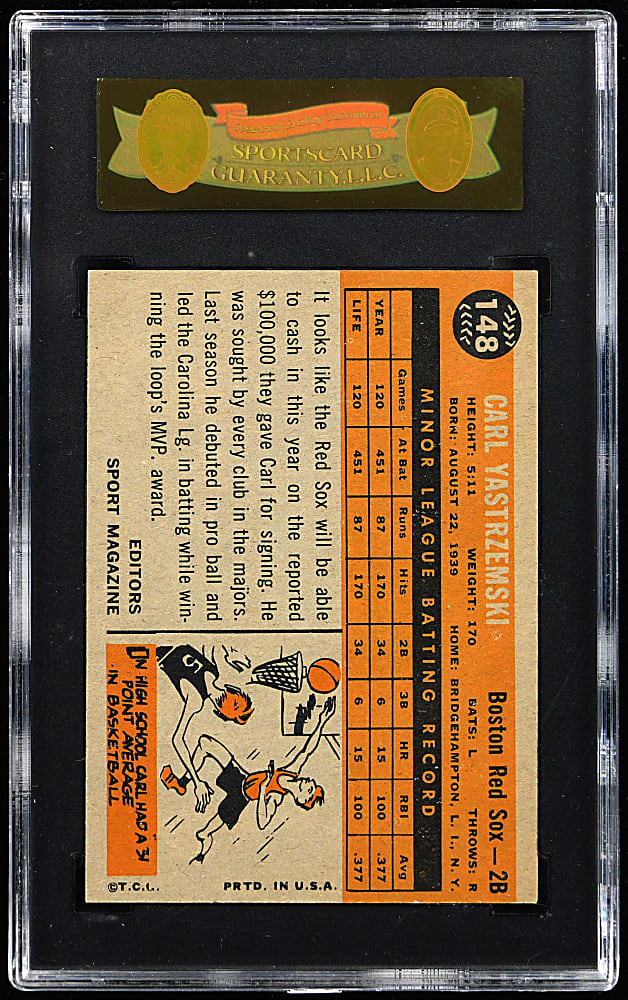 SPORTSCARD
GUARANTY, L.L.C.
148
CARL YASTRZEMSKI
Boston Red Sox — 2B
HEIGHT: 5:11 WEIGHT: 170 BATS: L THROWS: R
BORN: AUGUST 22, 1939 HOME: BRIDGEHAMPTON, L. I., N. Y.
MINOR LEAGUE BATTING RECORD
Games At Bat Runs Hits 2B 3B HR RBI Avg
YEAR 120 451 87 170 34 6 15 100 .377
LIFE 120 451 87 170 34 6 15 100 .377
It looks like the Red Sox will be able
to cash in this year on the reported
$100,000 they gave Carl for signing. He
was sought by every club in the majors.
Last season he debuted in pro ball and
led the Carolina Lg. in batting while win-
ning the loop's MVP. award.
EDITORS
SPORT MAGAZINE
5
IN HIGH SCHOOL CARL HAD A 31
POINT AVERAGE
IN BASKETBALL
©T.C.G. PRTD. IN U.S.A.